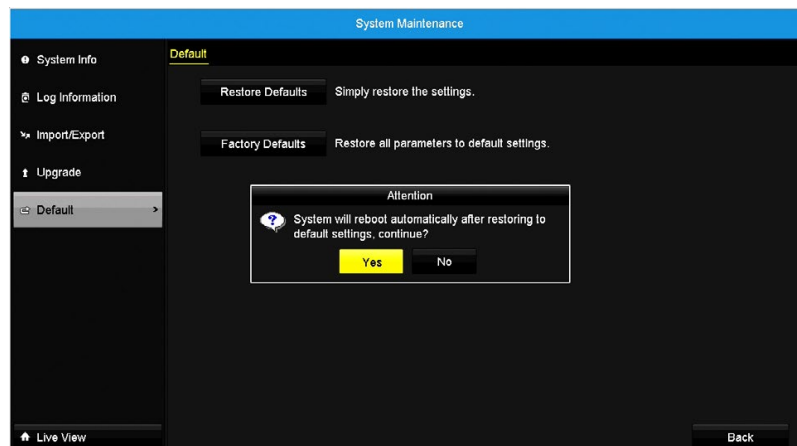 System Maintenance
System Info
Log Information
Import/Export
Upgrade
Default >
Default
Restore Defaults Simply restore the settings.
Factory Defaults Restore all parameters to default settings.
Attention
System will reboot automatically after restoring to
default settings, continue?
Yes No
Live View
Back